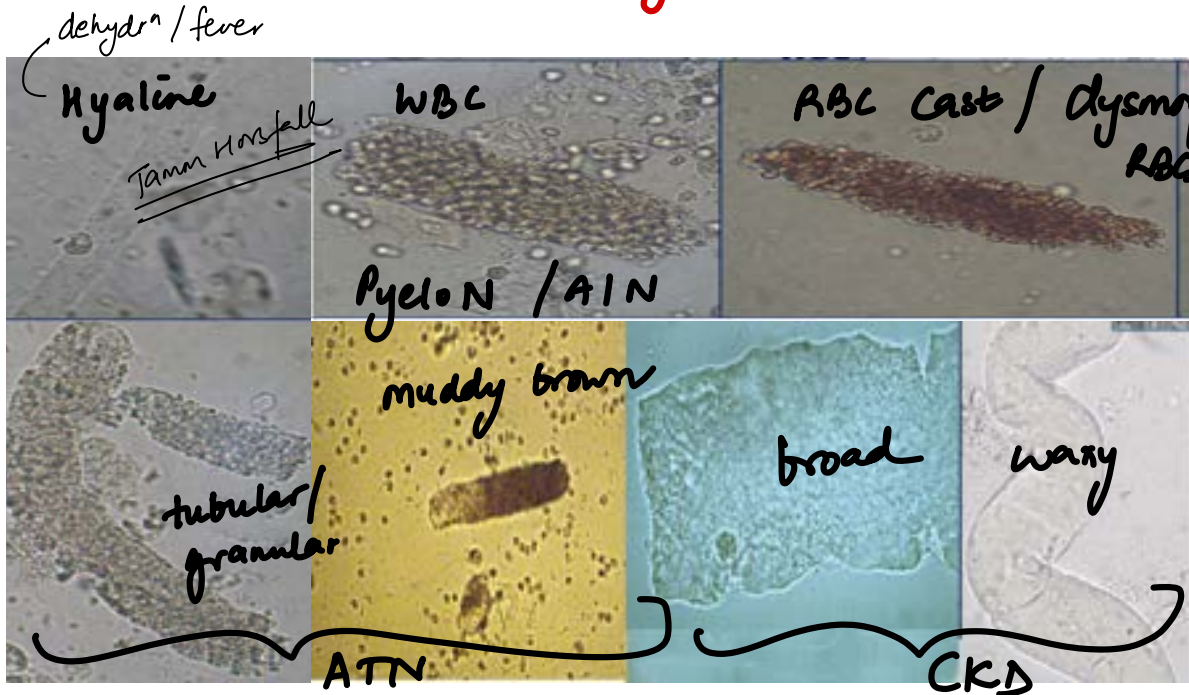 dehydrⁿ / fever
Hyaline
Tamm Horsfall
WBC
PyeloN / AIN
RBC Cast / dysmo
RBC
tubular/
granular
muddy brown
broad
waxy
ATN
CKD